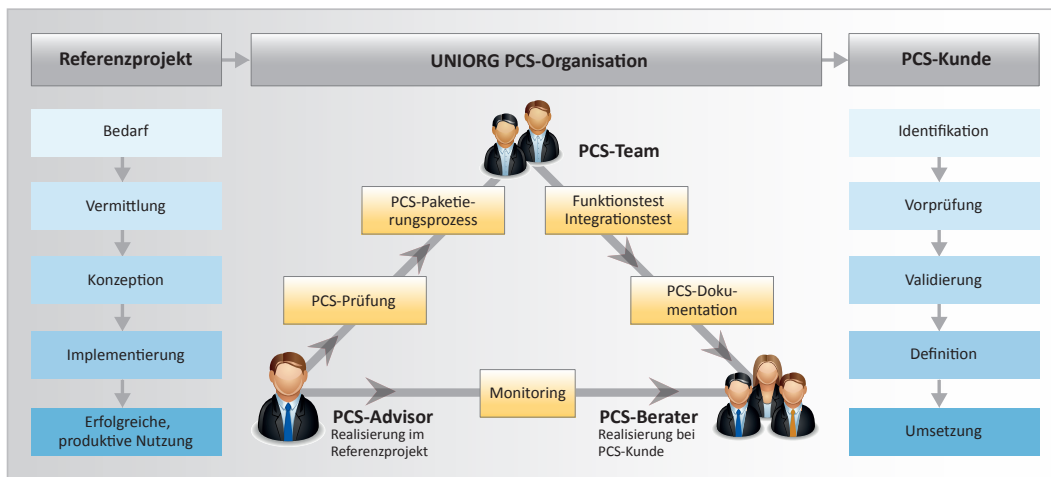 Referenzprojekt
UNIORG PCS-Organisation
PCS-Kunde
Bedarf
Vermittlung
Konzeption
Implementierung
Erfolgreiche,
produktive Nutzung
PCS-Team
PCS-Paketie-
rungsprozess
Funktionstest
Integrationstest
PCS-Prüfung
PCS-Doku-
mentation
Monitoring
PCS-Advisor
Realisierung im
Referenzprojekt
PCS-Berater
Realisierung bei
PCS-Kunde
Identifikation
Vorprüfung
Validierung
Definition
Umsetzung